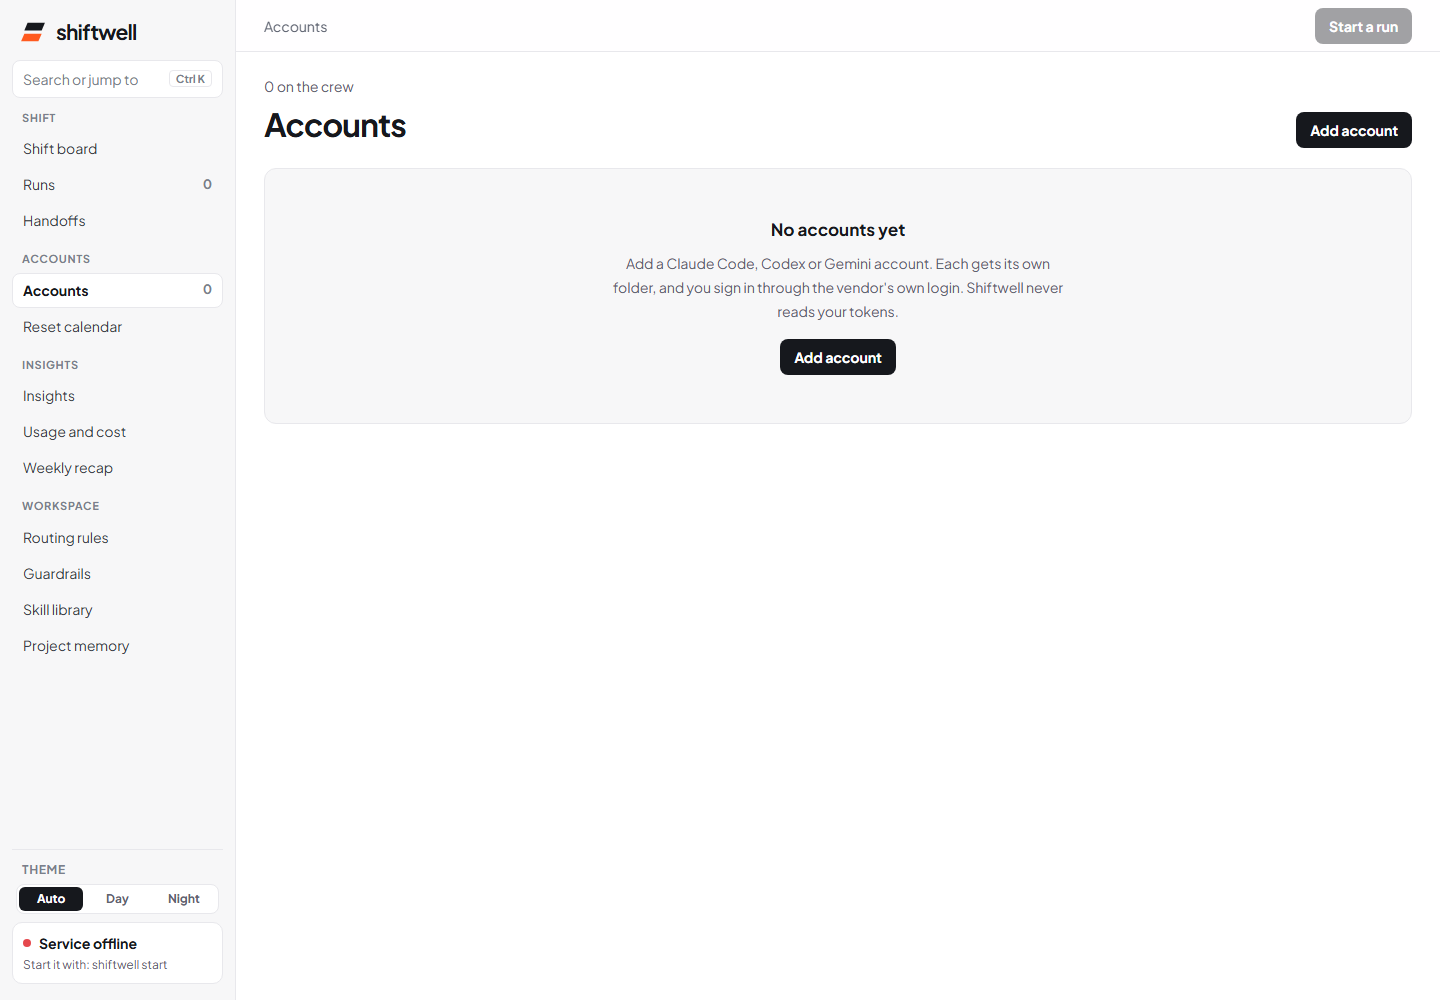 shiftwell
Search or jump to
Ctrl K
SHIFT
Shift board
Runs 0
Handoffs
ACCOUNTS
Accounts 0
Reset calendar
INSIGHTS
Insights
Usage and cost
Weekly recap
WORKSPACE
Routing rules
Guardrails
Skill library
Project memory
THEME
Auto Day Night
Service offline
Start it with: shiftwell start
Accounts
Start a run
0 on the crew
Accounts
Add account
No accounts yet
Add a Claude Code, Codex or Gemini account. Each gets its own
folder, and you sign in through the vendor's own login. Shiftwell never
reads your tokens.
Add account